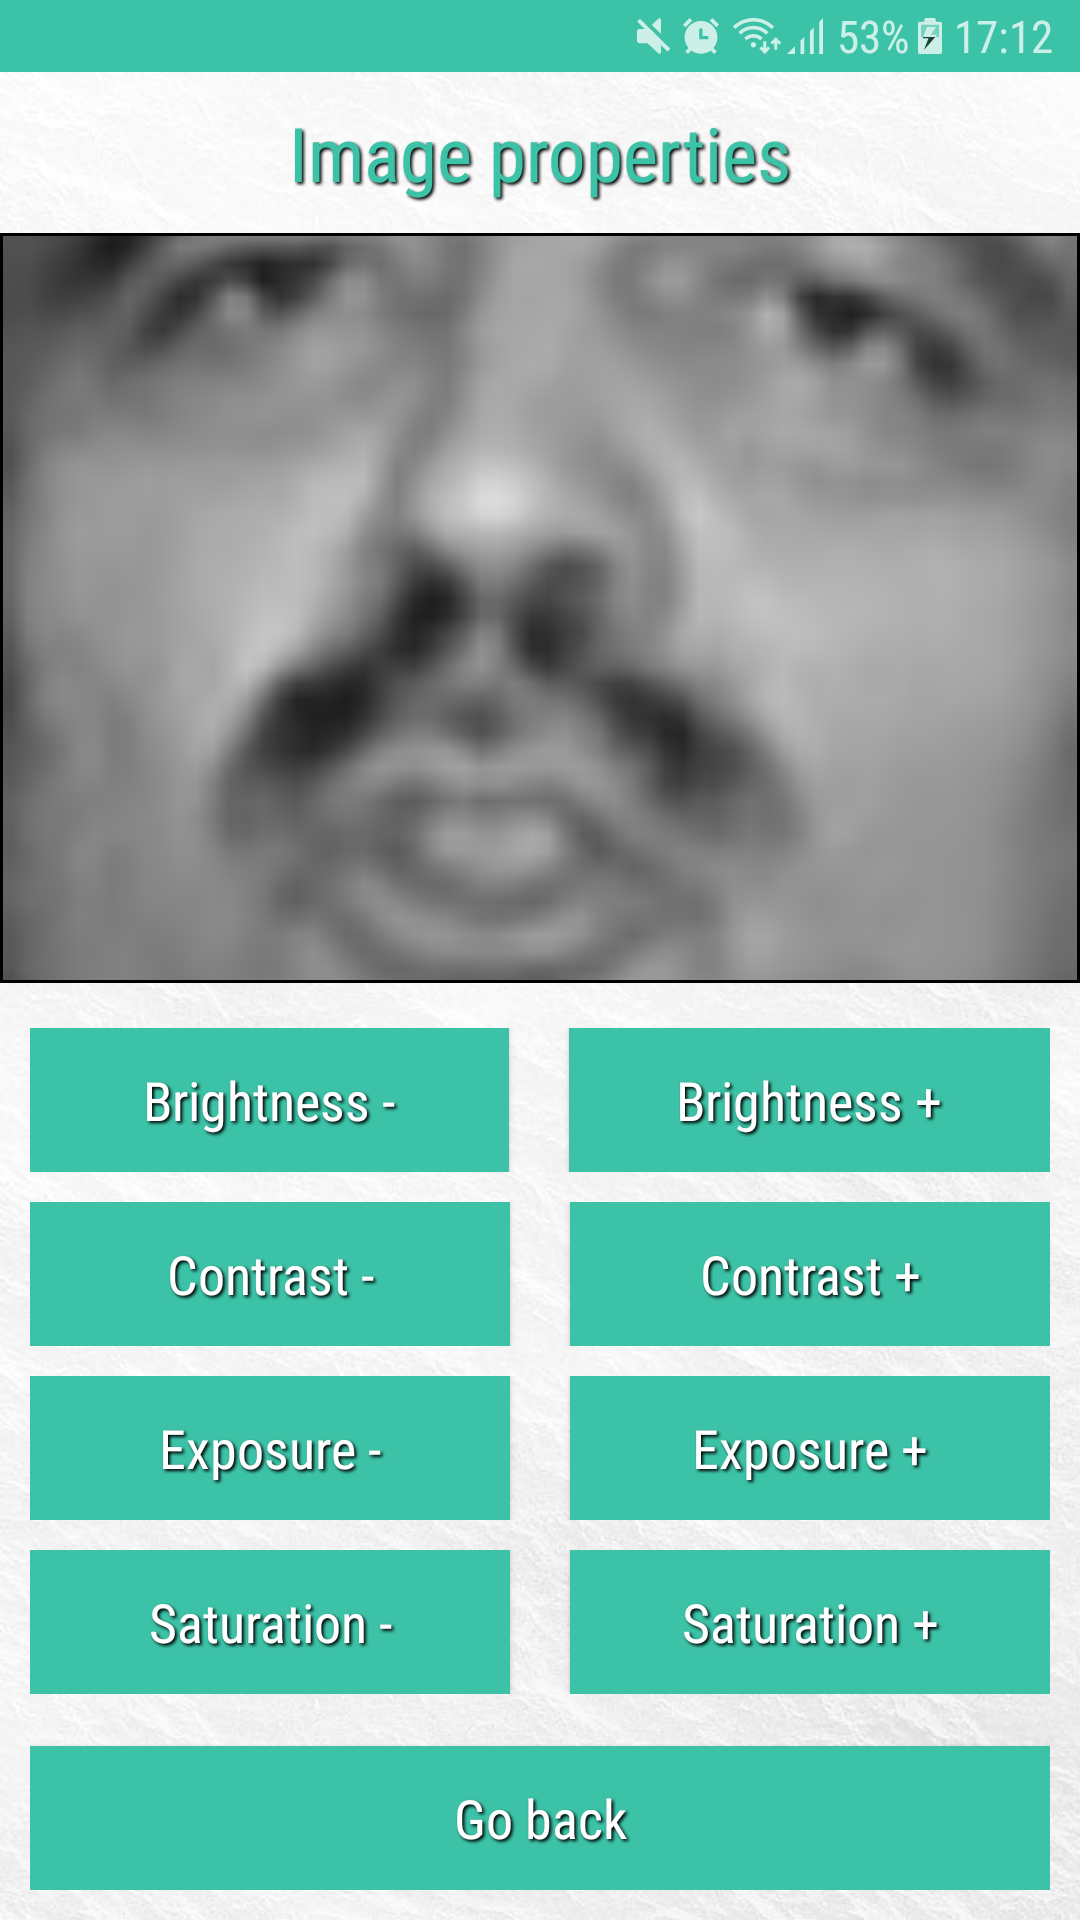 53% 17:12
Image properties
Brightness - Brightness +
Contrast - Contrast +
Exposure - Exposure +
Saturation - Saturation +
Go back